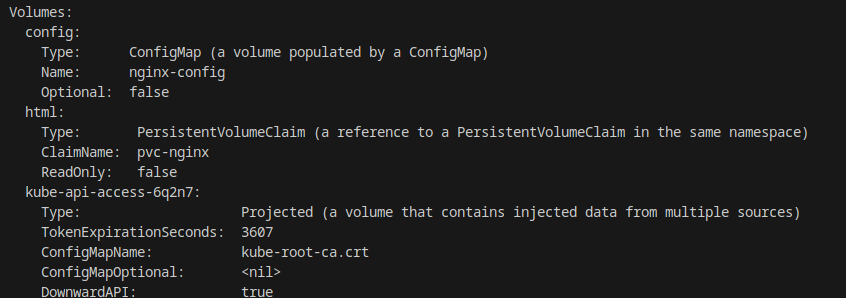 Volumes:
config:
Type: ConfigMap (a volume populated by a ConfigMap)
Name: nginx-config
Optional: false
html:
Type: PersistentVolumeClaim (a reference to a PersistentVolumeClaim in the same namespace)
ClaimName: pvc-nginx
ReadOnly: false
kube-api-access-6q2n7:
Type: Projected (a volume that contains injected data from multiple sources)
TokenExpirationSeconds: 3607
ConfigMapName: kube-root-ca.crt
ConfigMapOptional: <nil>
DownwardAPI: true